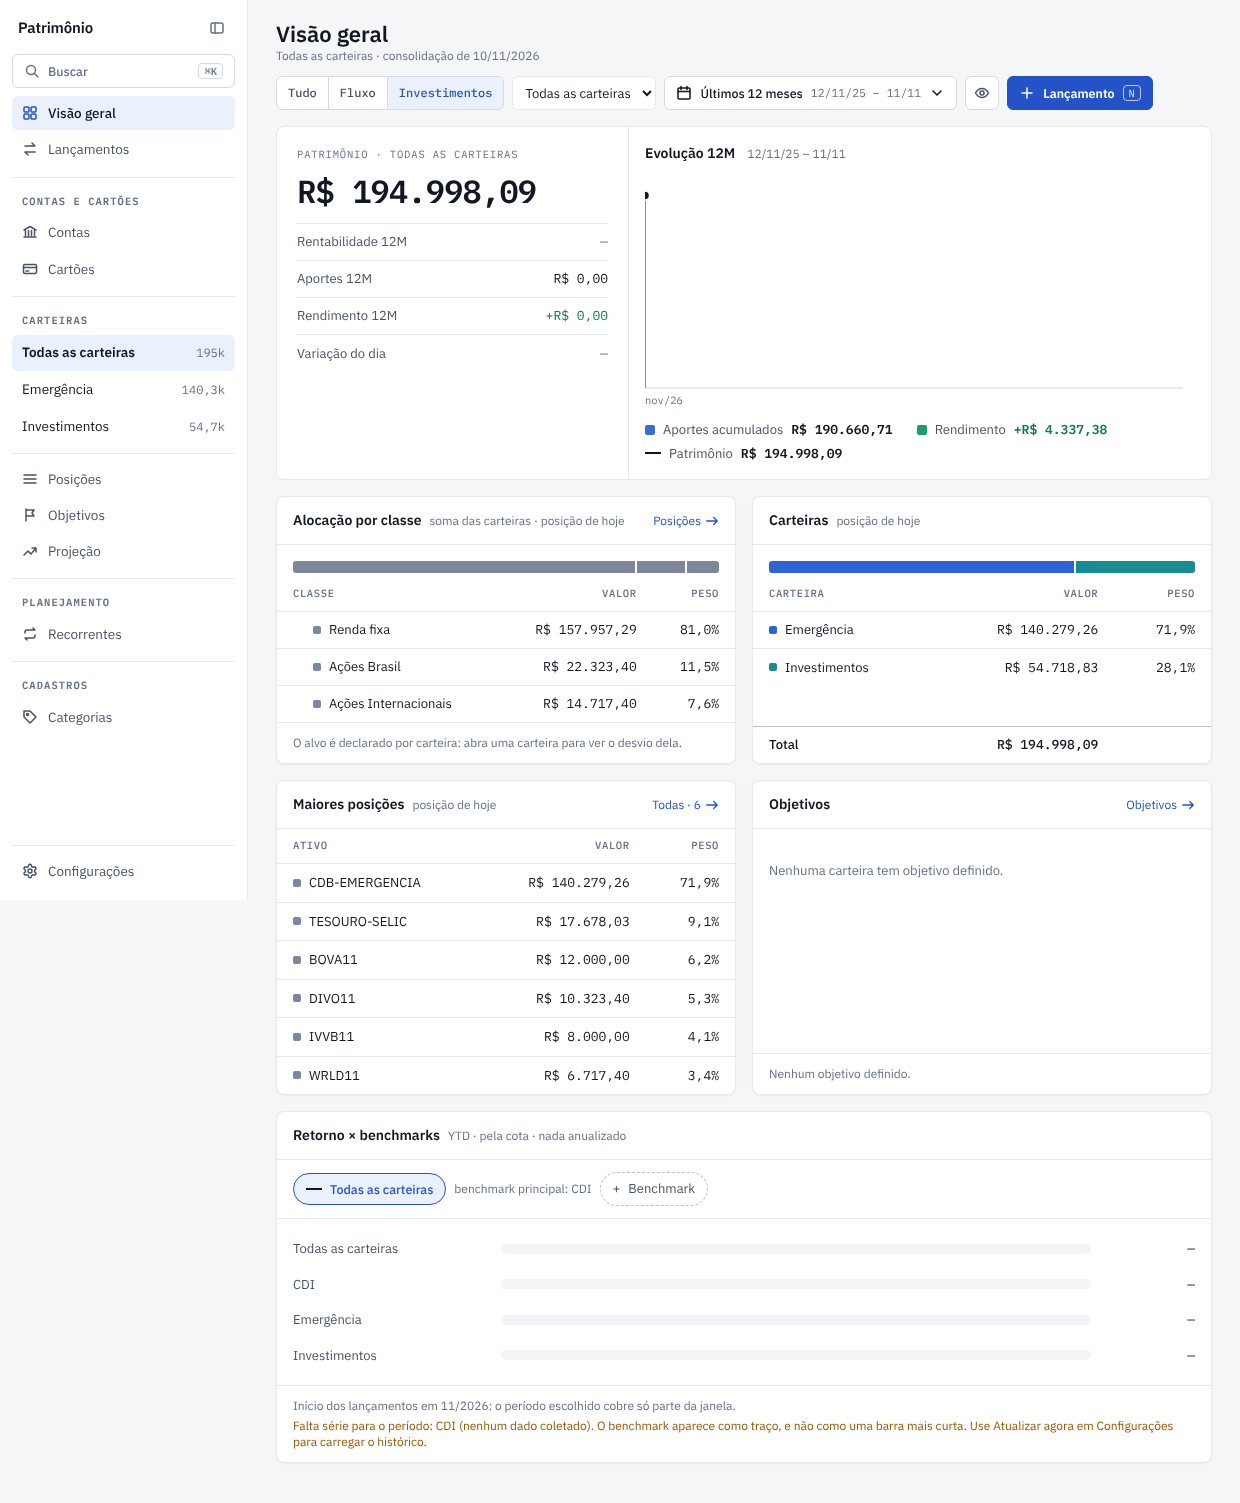 Patrimônio
Buscar ⌘K
Visão geral
Lançamentos
CONTAS E CARTÕES
Contas
Cartões
CARTEIRAS
Todas as carteiras 195k
Emergência 140,3k
Investimentos 54,7k
Posições
Objetivos
Projeção
PLANEJAMENTO
Recorrentes
CADASTROS
Categorias
Configurações
Visão geral
Todas as carteiras · consolidação de 10/11/2026
Tudo Fluxo Investimentos Todas as carteiras Últimos 12 meses 12/11/25 – 11/11 Lançamento N
PATRIMÔNIO · TODAS AS CARTEIRAS
R$ 194.998,09
Rentabilidade 12M —
Aportes 12M R$ 0,00
Rendimento 12M +R$ 0,00
Variação do dia —
Evolução 12M 12/11/25 – 11/11
nov/26
Aportes acumulados R$ 190.660,71 Rendimento +R$ 4.337,38
Patrimônio R$ 194.998,09
Alocação por classe soma das carteiras · posição de hoje Posições →
CLASSE VALOR PESO
Renda fixa R$ 157.957,29 81,0%
Ações Brasil R$ 22.323,40 11,5%
Ações Internacionais R$ 14.717,40 7,6%
O alvo é declarado por carteira: abra uma carteira para ver o desvio dela.
Carteiras posição de hoje
CARTEIRA VALOR PESO
Emergência R$ 140.279,26 71,9%
Investimentos R$ 54.718,83 28,1%
Total R$ 194.998,09
Maiores posições posição de hoje Todas · 6 →
ATIVO VALOR PESO
CDB-EMERGENCIA R$ 140.279,26 71,9%
TESOURO-SELIC R$ 17.678,03 9,1%
BOVA11 R$ 12.000,00 6,2%
DIVO11 R$ 10.323,40 5,3%
IVVB11 R$ 8.000,00 4,1%
WRLD11 R$ 6.717,40 3,4%
Objetivos Objetivos →
Nenhuma carteira tem objetivo definido.
Nenhum objetivo definido.
Retorno × benchmarks YTD · pela cota · nada anualizado
Todas as carteiras benchmark principal: CDI + Benchmark
Todas as carteiras —
CDI —
Emergência —
Investimentos —
Início dos lançamentos em 11/2026: o período escolhido cobre só parte da janela.
Falta série para o período: CDI (nenhum dado coletado). O benchmark aparece como traço, e não como uma barra mais curta. Use Atualizar agora em Configurações
para carregar o histórico.